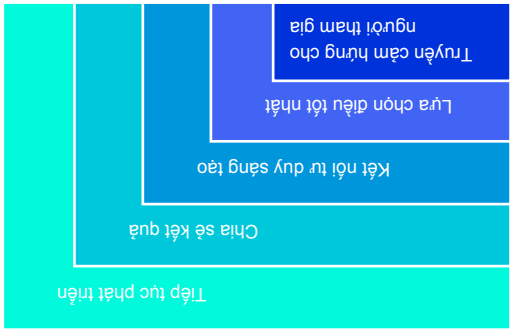 Tiếp tục phát triển
Chia sẻ kết quả
Kết nối tư duy sáng tạo
Lựa chọn điều tốt nhất
Truyền cảm hứng cho
người tham gia